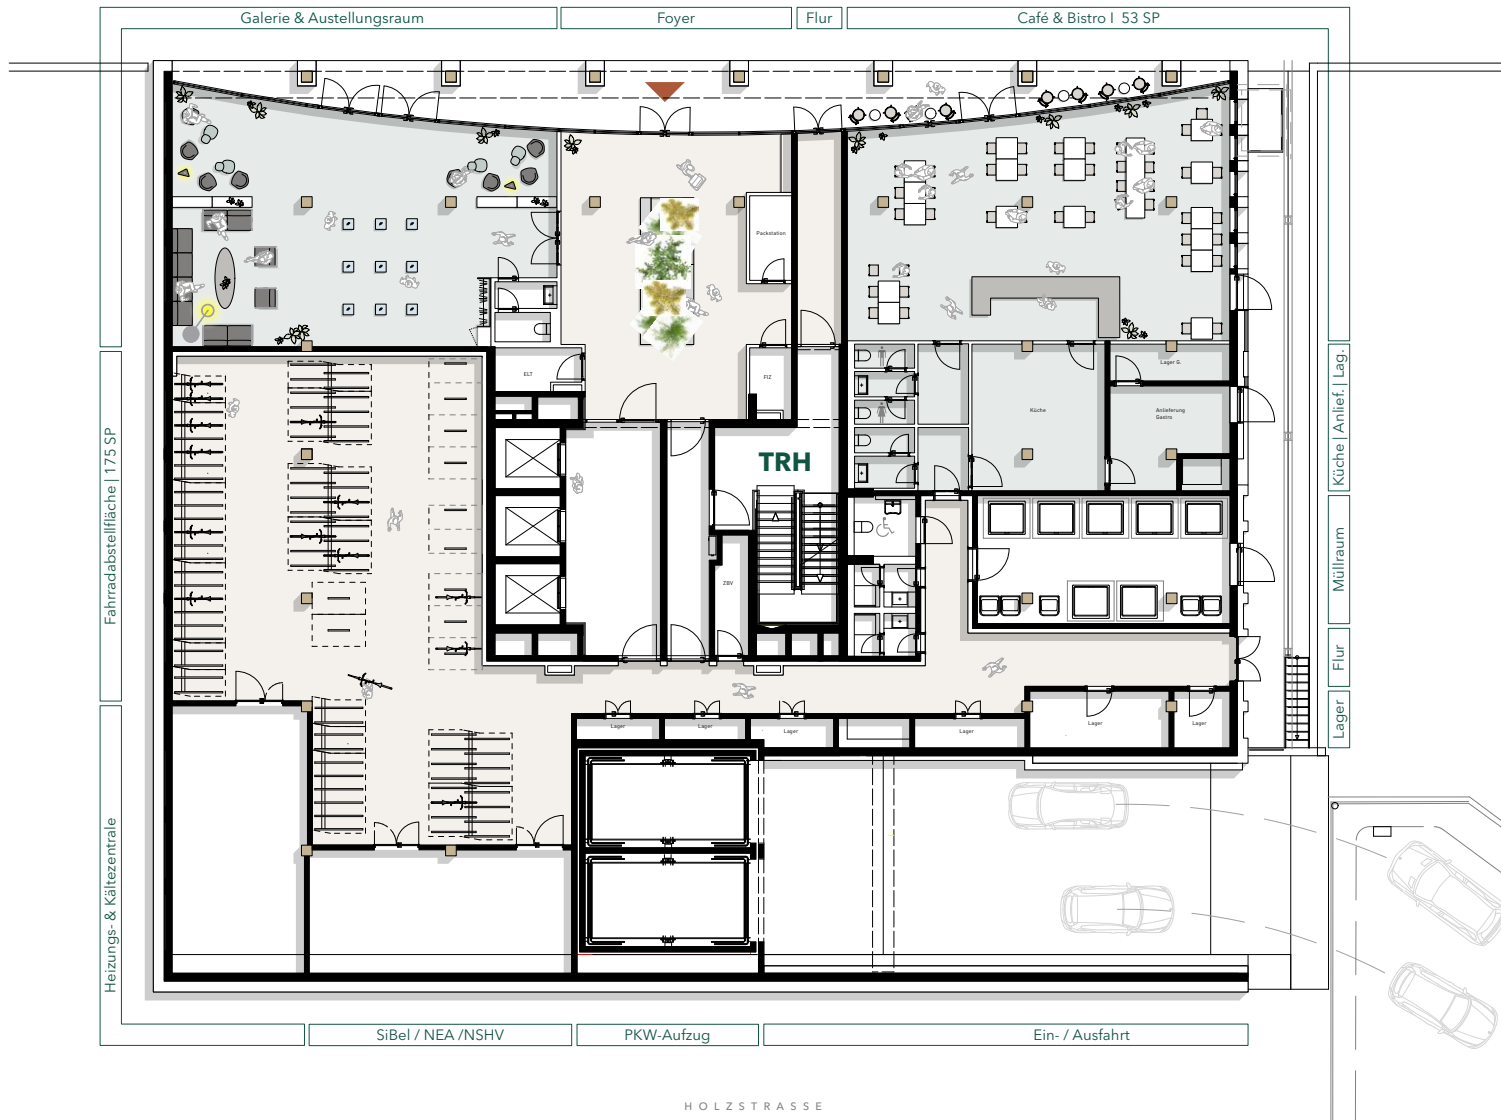 Galerie & Austellungsraum
Foyer
Flur
Café & Bistro I 53 SP
Packstation
ELT
FIZ
TRH
ZBV
Küche
Lager G.
Anlieferung
Gastro
Küche | Anlief. | Lag.
Müllraum
Flur
Lager
Fahrradabstellfläche | 175 SP
Heizungs- & Kältezentrale
Lager
Lager
Lager
Lager
Lager
Lager
SiBel / NEA /NSHV
PKW-Aufzug
Ein- / Ausfahrt
HOLZSTRASSE